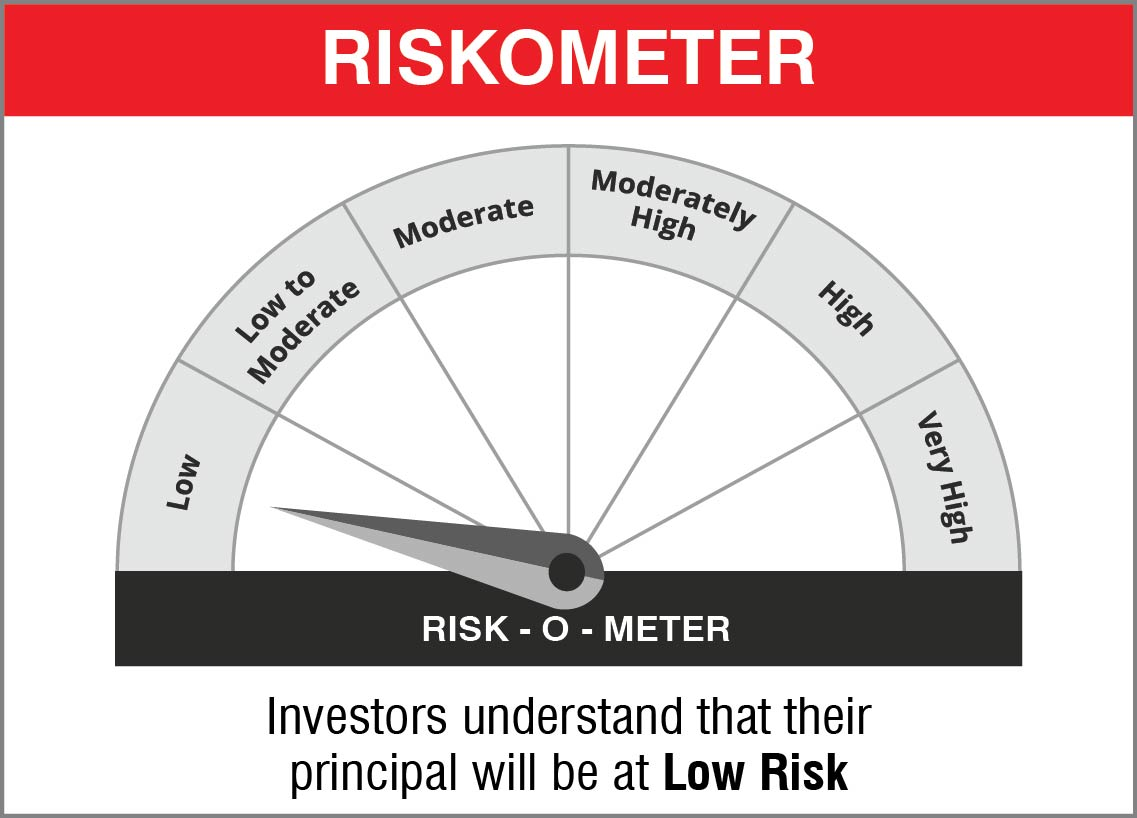 RISKOMETER
Low
Low to
Moderate
Moderate
Moderately
High
High
Very High
RISK - O - METER
Investors understand that their
principal will be at Low Risk